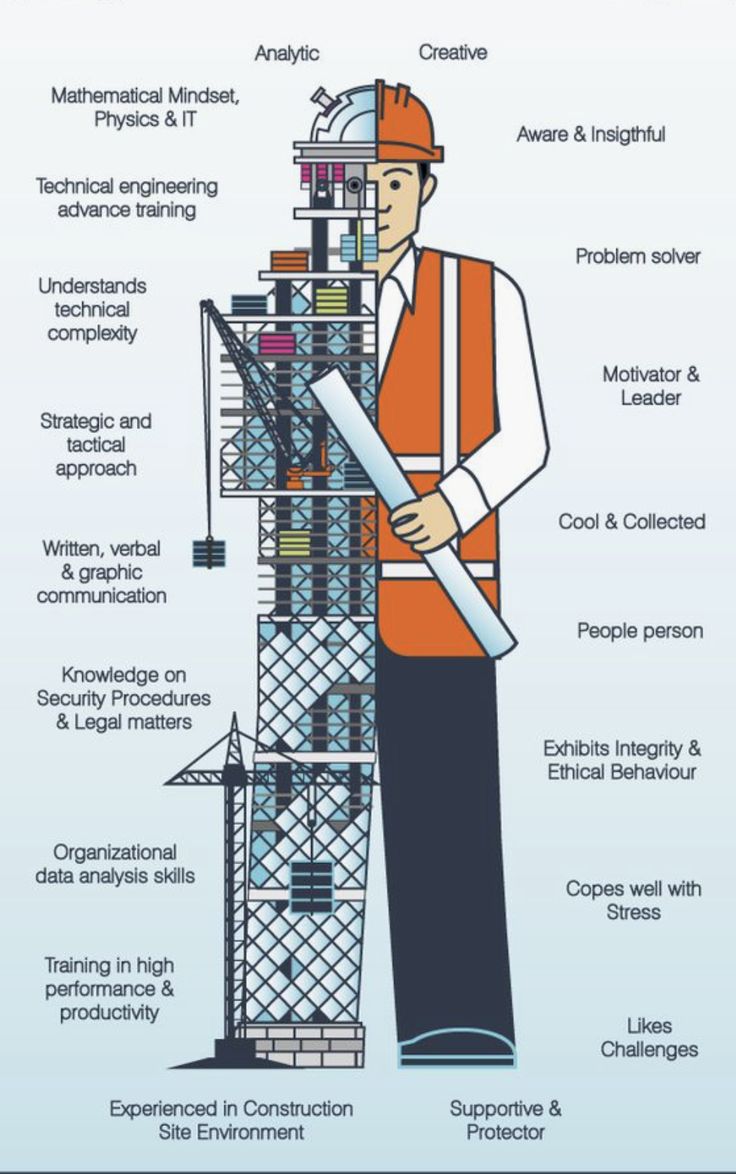 Analytic
Creative
Mathematical Mindset,
Physics & IT
Aware & Insigthful
Technical engineering
advance training
Problem solver
Understands
technical
complexity
Motivator &
Leader
Strategic and
tactical
approach
Cool & Collected
Written, verbal
& graphic
communication
People person
Knowledge on
Security Procedures
& Legal matters
Exhibits Integrity &
Ethical Behaviour
Organizational
data analysis skills
Copes well with
Stress
Training in high
performance &
productivity
Likes
Challenges
Experienced in Construction
Site Environment
Supportive &
Protector